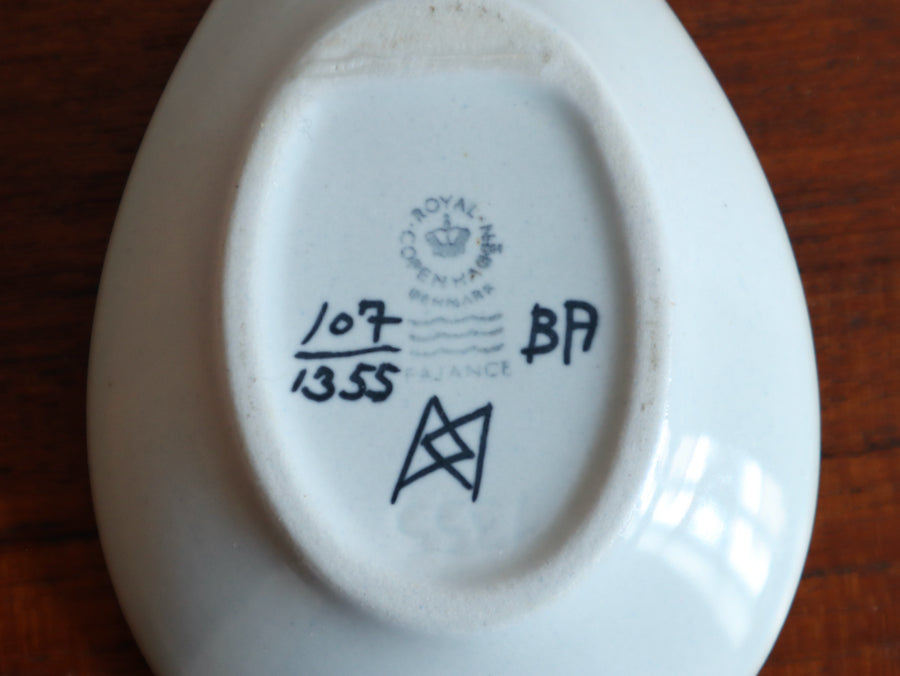 ROYAL
COPENHAGEN
DENMARK
107
1355
BA
FAJANCE